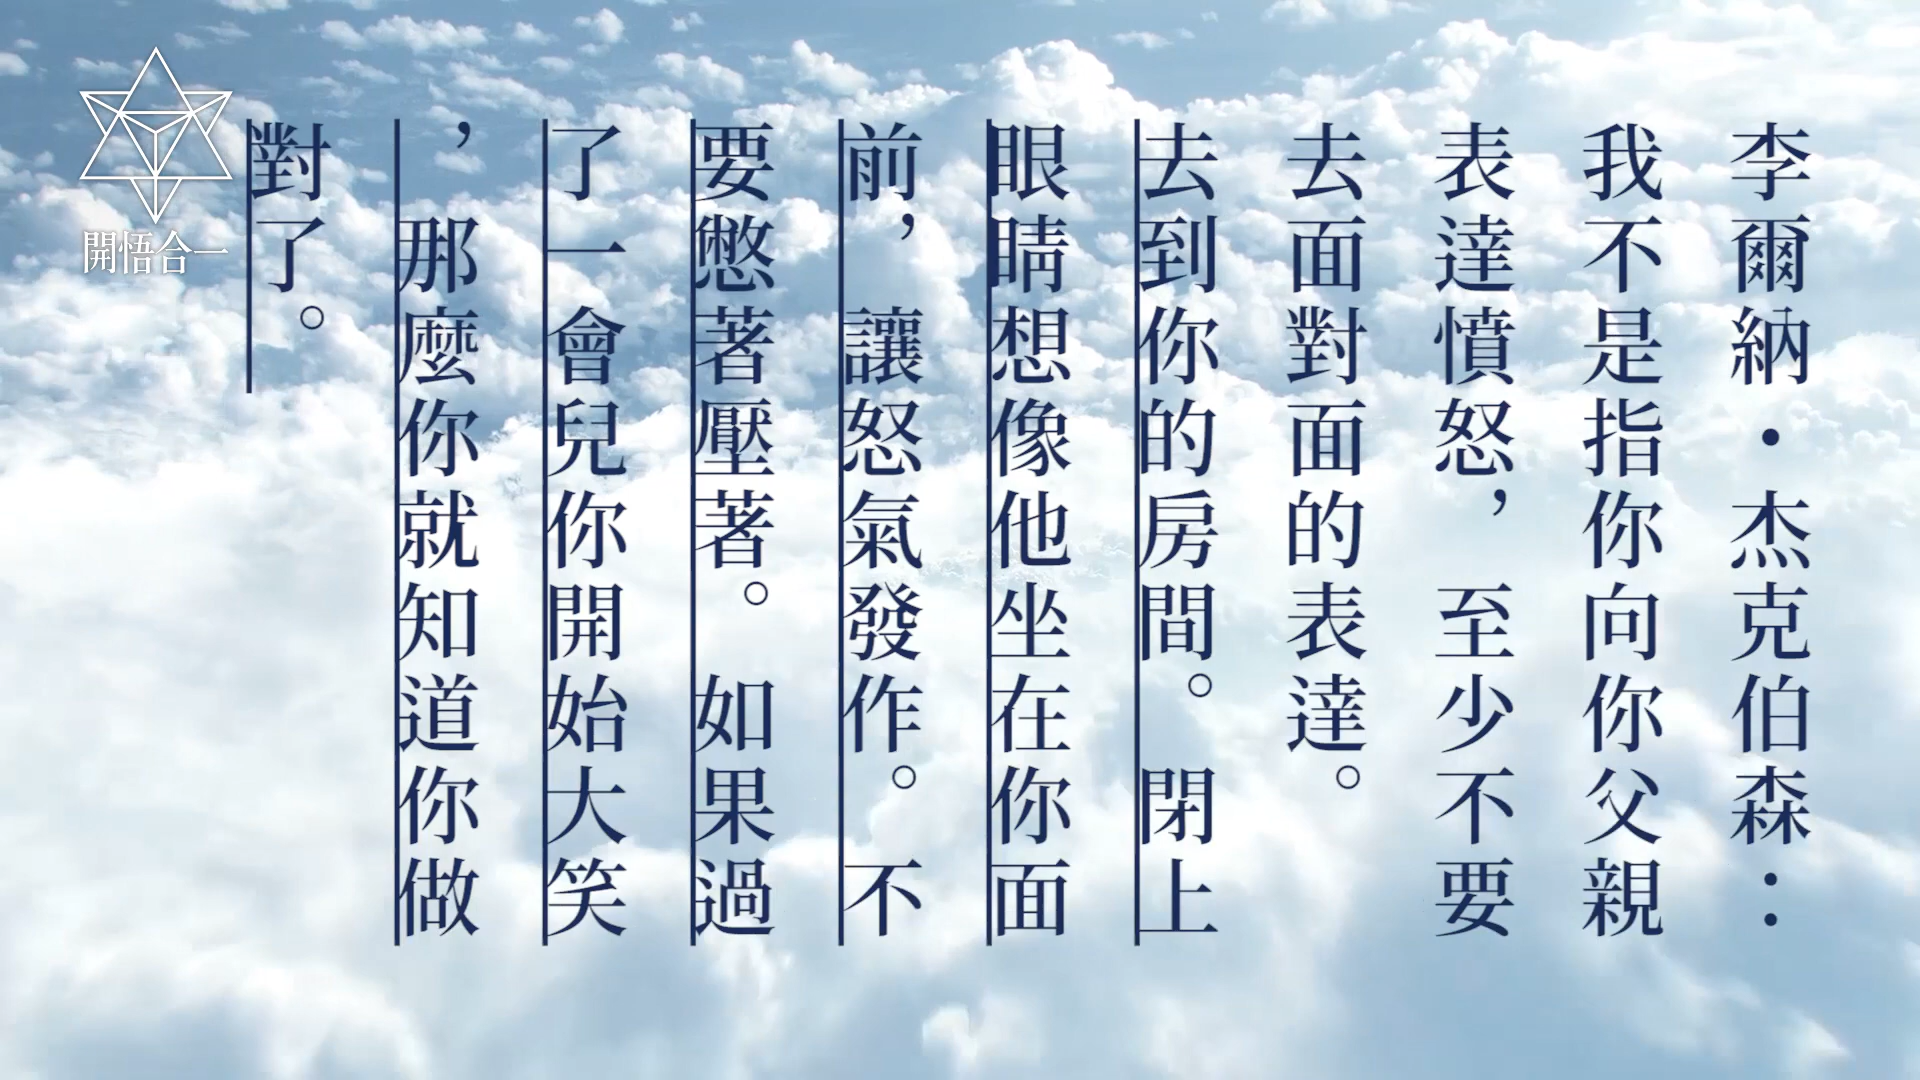 李爾納·杰克伯森：
我不是指你向你父親
表達憤怒，至少不要
去面對面的表達。
去到你的房間。閉上
眼睛想像他坐在你面
前，讓怒氣發作。不
要憋著壓著。如果過
了一會兒你開始大笑
，那麼你就知道你做
對了。
開悟合一